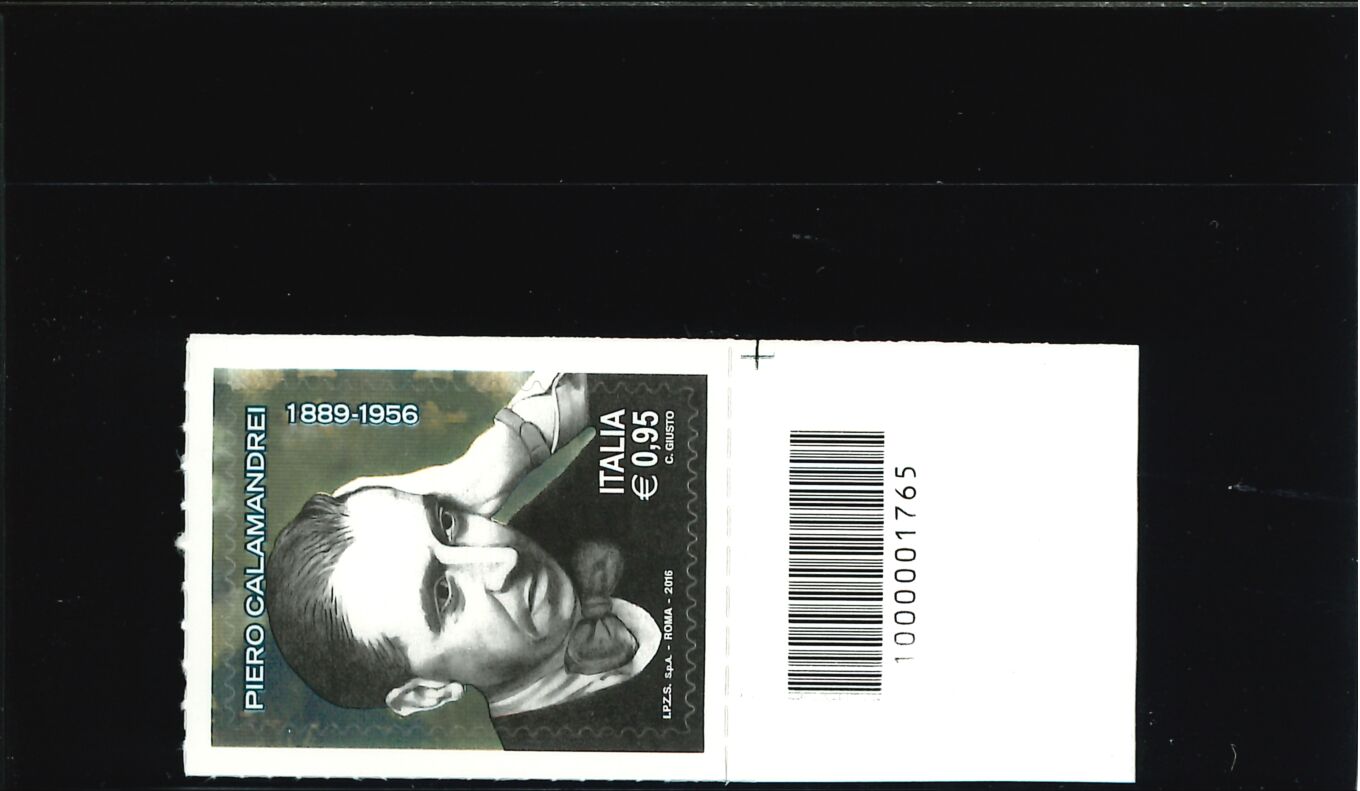 PIERO CALAMANDREI
1889-1956
ITALIA
€ 0,95
C. GIUSTO
I.P.Z.S. S.p.A. - ROMA - 2016
1000001765